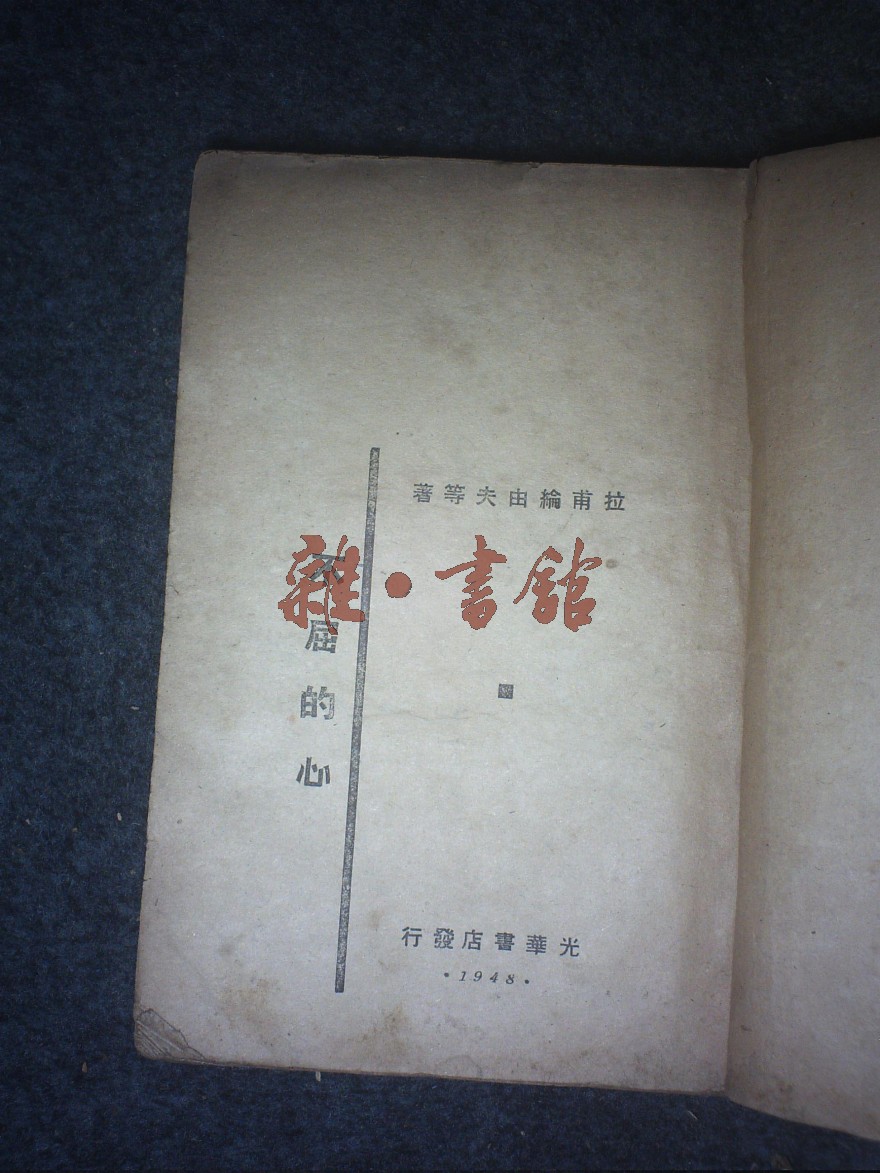 拉甫綸由夫等著
不屈的心
雜·書館
光華書店發行
·1948·